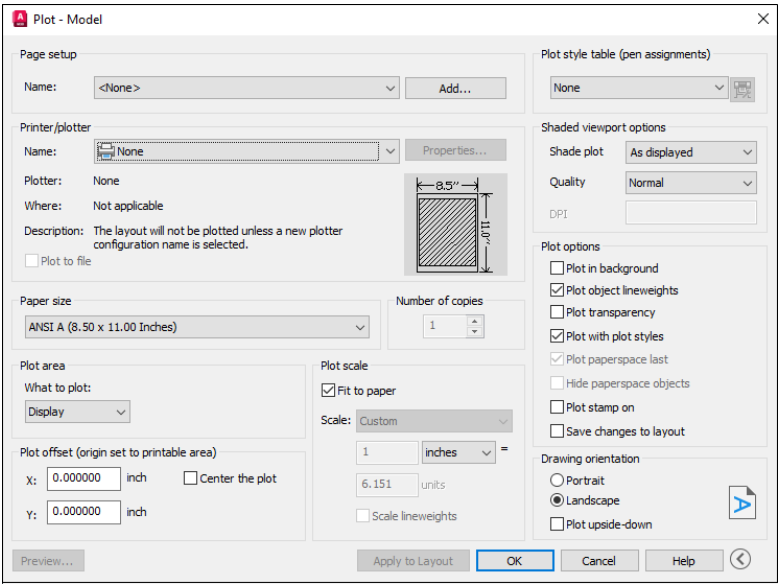 Plot - Model
Page setup
Name: <None> Add...
Plot style table (pen assignments)
None
Printer/plotter
Name: None Properties...
Plotter: None
Where: Not applicable
Description: The layout will not be plotted unless a new plotter
configuration name is selected.
Plot to file
8.5″
11.0″
Shaded viewport options
Shade plot As displayed
Quality Normal
DPI
Paper size
ANSI A (8.50 x 11.00 Inches)
Number of copies
1
Plot area
What to plot:
Display
Plot scale
Fit to paper
Scale: Custom
1 inches =
6.151 units
Scale lineweights
Plot offset (origin set to printable area)
X: 0.000000 inch Center the plot
Y: 0.000000 inch
Plot options
Plot in background
Plot object lineweights
Plot transparency
Plot with plot styles
Plot paperspace last
Hide paperspace objects
Plot stamp on
Save changes to layout
Drawing orientation
Portrait
Landscape
Plot upside-down
A
Preview... Apply to Layout OK Cancel Help